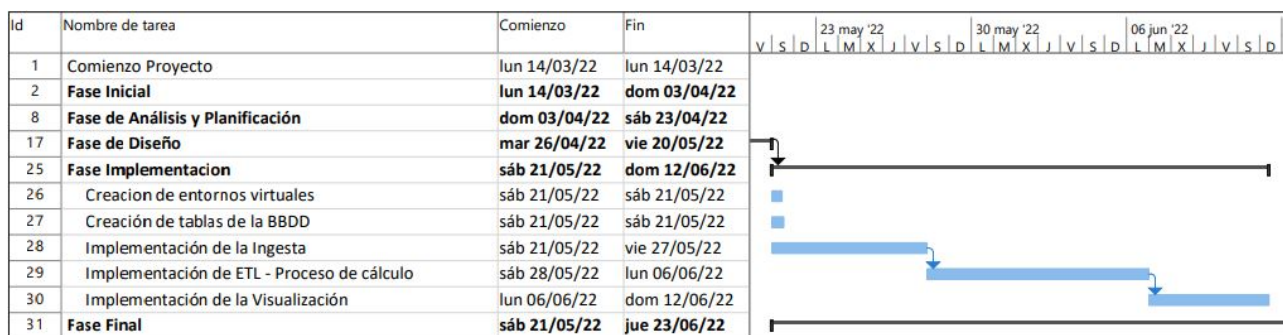 Id Nombre de tarea Comienzo Fin 23 may '22 30 may '22 06 jun '22
V S D L M X J V S D L M X J V S D L M X J V S D
1 Comienzo Proyecto lun 14/03/22 lun 14/03/22
2 Fase Inicial lun 14/03/22 dom 03/04/22
8 Fase de Análisis y Planificación dom 03/04/22 sáb 23/04/22
17 Fase de Diseño mar 26/04/22 vie 20/05/22
25 Fase Implementacion sáb 21/05/22 dom 12/06/22
26 Creacion de entornos virtuales sáb 21/05/22 sáb 21/05/22
27 Creación de tablas de la BBDD sáb 21/05/22 sáb 21/05/22
28 Implementación de la Ingesta sáb 21/05/22 vie 27/05/22
29 Implementación de ETL - Proceso de cálculo sáb 28/05/22 lun 06/06/22
30 Implementación de la Visualización lun 06/06/22 dom 12/06/22
31 Fase Final sáb 21/05/22 jue 23/06/22